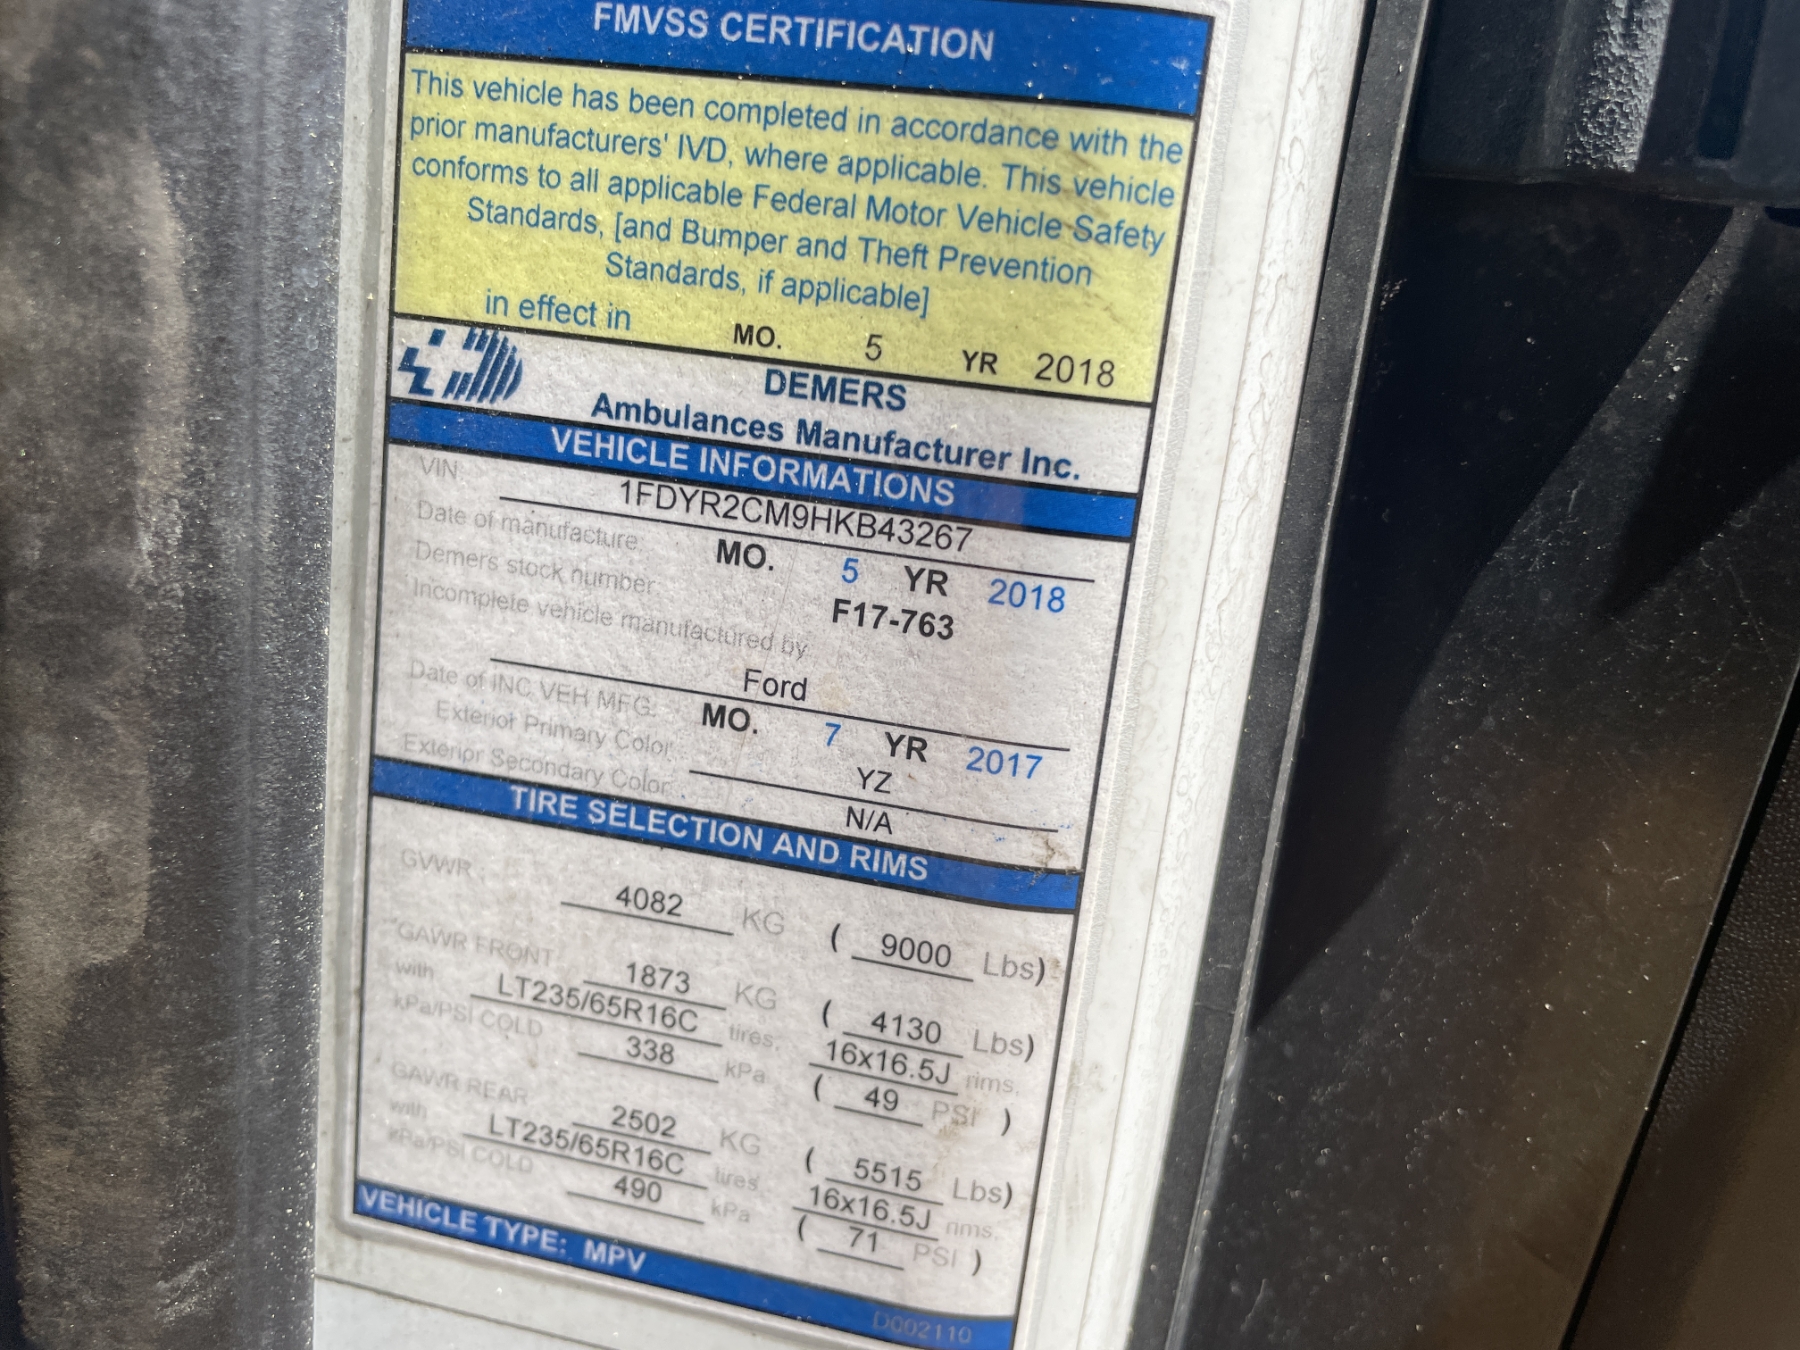 FMVSS CERTIFICATION
This vehicle has been completed in accordance with the
prior manufacturers' IVD, where applicable. This vehicle
conforms to all applicable Federal Motor Vehicle Safety
Standards, [and Bumper and Theft Prevention
Standards, if applicable]
in effect in MO. 5 YR 2018
DEMERS
Ambulances Manufacturer Inc.
VEHICLE INFORMATIONS
VIN 1FDYR2CM9HKB43267
Date of manufacture: MO. 5 YR 2018
Demers stock number: F17-763
Incomplete vehicle manufactured by
Ford
Date of INC VEH MFG: MO. 7 YR 2017
Exterior Primary Color YZ
Exterior Secondary Color: N/A
TIRE SELECTION AND RIMS
GVWR : 4082 KG ( 9000 Lbs)
GAWR FRONT 1873 KG ( 4130 Lbs)
with LT235/65R16C tires, 16x16.5J rims,
kPa/PSI COLD 338 kPa ( 49 PSI )
GAWR REAR 2502 KG ( 5515 Lbs)
with LT235/65R16C tires, 16x16.5J rims,
kPa/PSI COLD 490 kPa ( 71 PSI )
VEHICLE TYPE: MPV
D002110